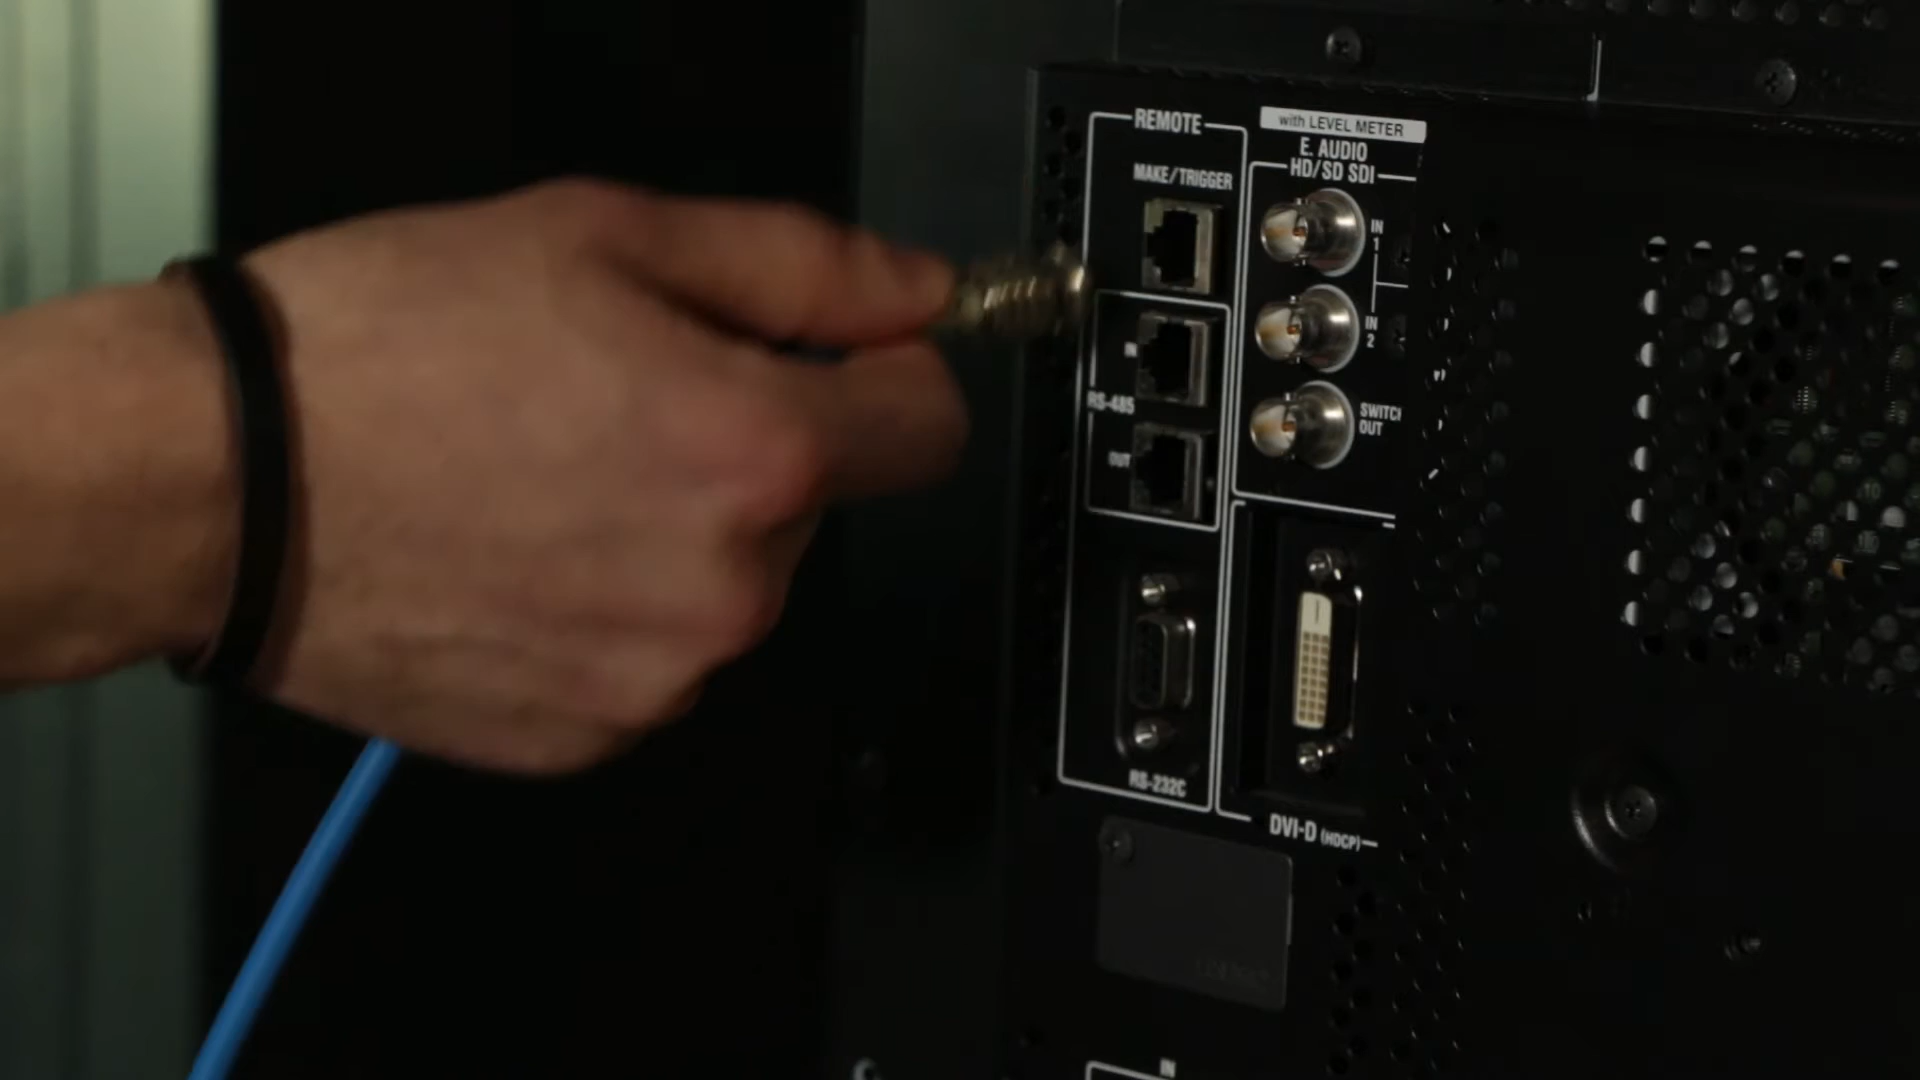 REMOTE
MAKE/TRIGGER
IN
RS-485
OUT
RS-232C
with LEVEL METER
E. AUDIO
HD/SD SDI
IN
1
IN
2
SWITCH
OUT
DVI-D (HDCP)
IN